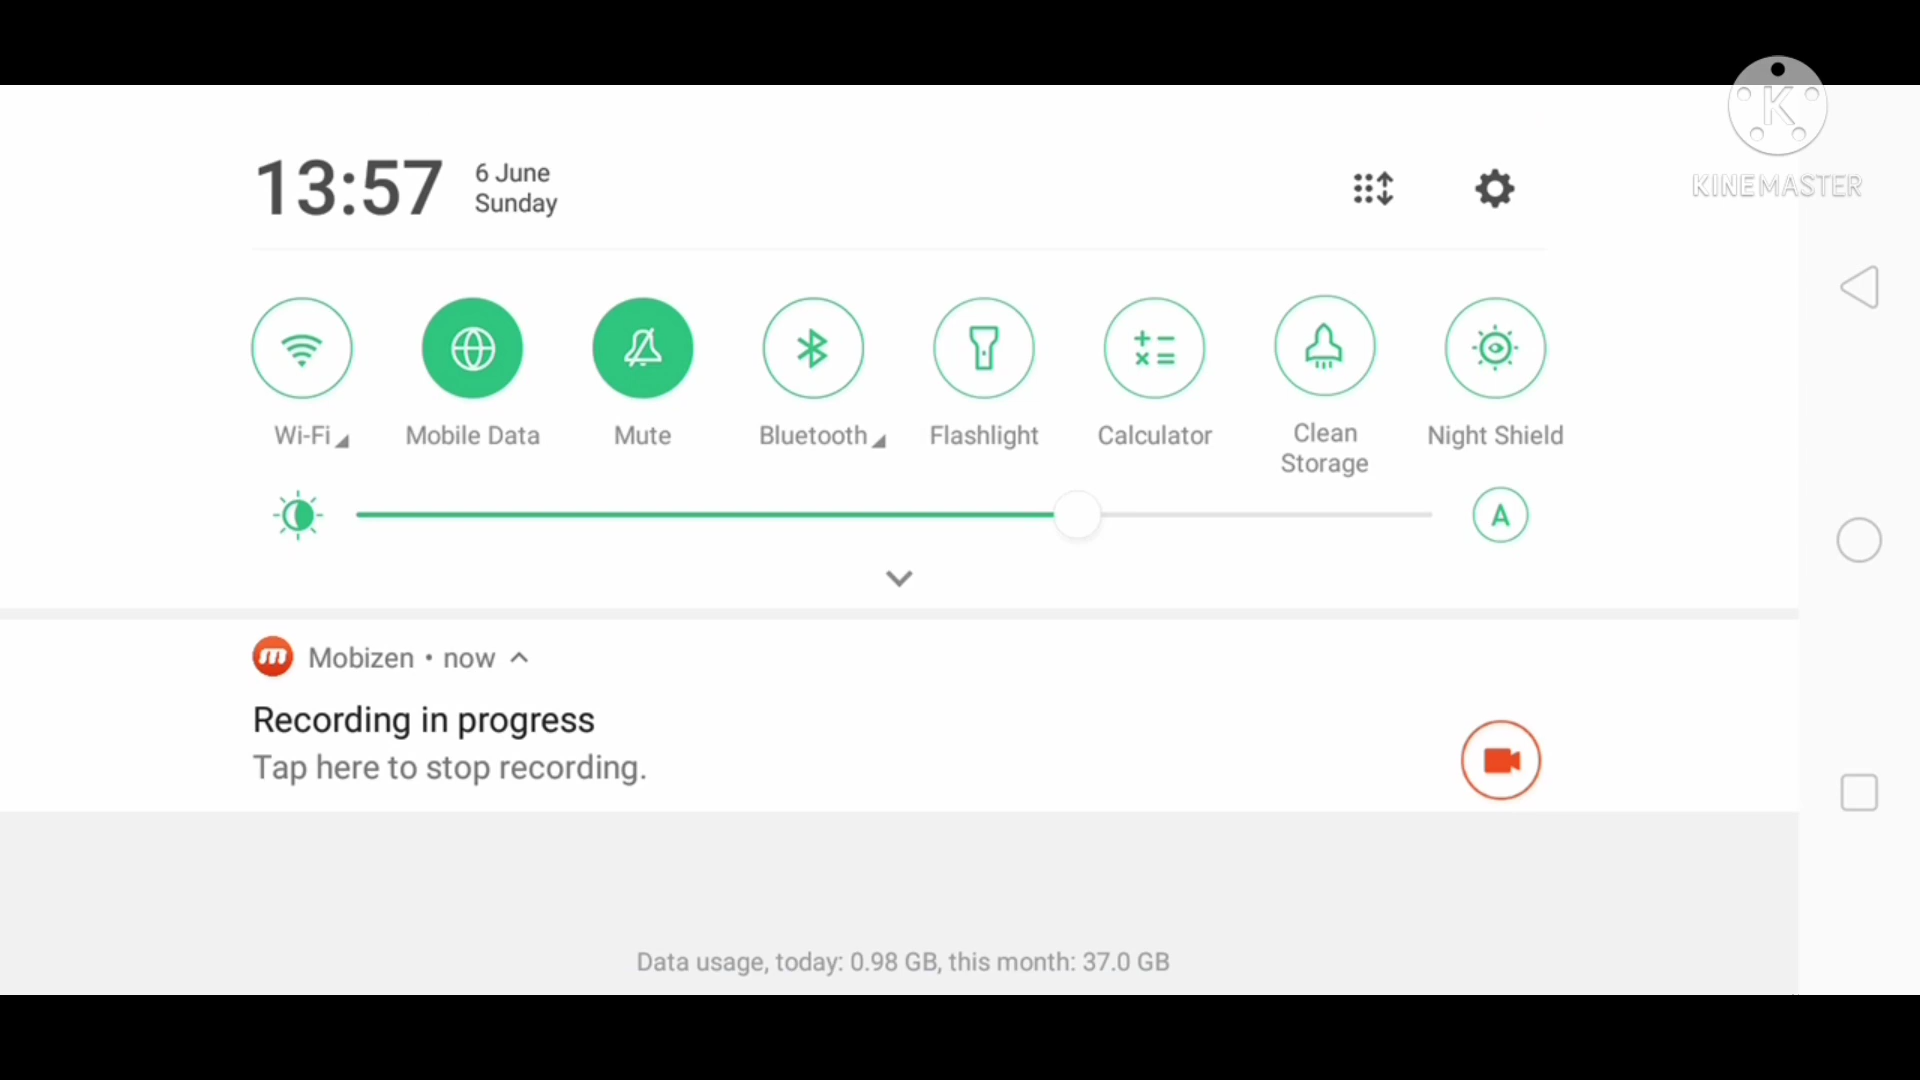 KINEMASTER
13:57
6 June
Sunday
Wi-Fi
Mobile Data
Mute
Bluetooth
Flashlight
Calculator
Clean
Storage
Night Shield
A
Mobizen • now
Recording in progress
Tap here to stop recording.
Data usage, today: 0.98 GB, this month: 37.0 GB